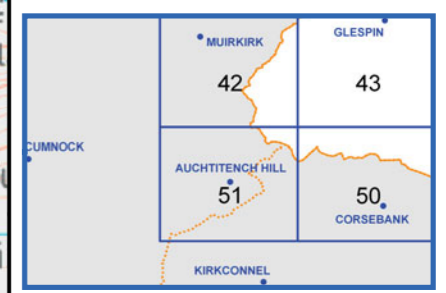 GLESPIN
MUIRKIRK
42
43
CUMNOCK
AUCHTITENCH HILL
51
50
CORSEBANK
KIRKCONNEL